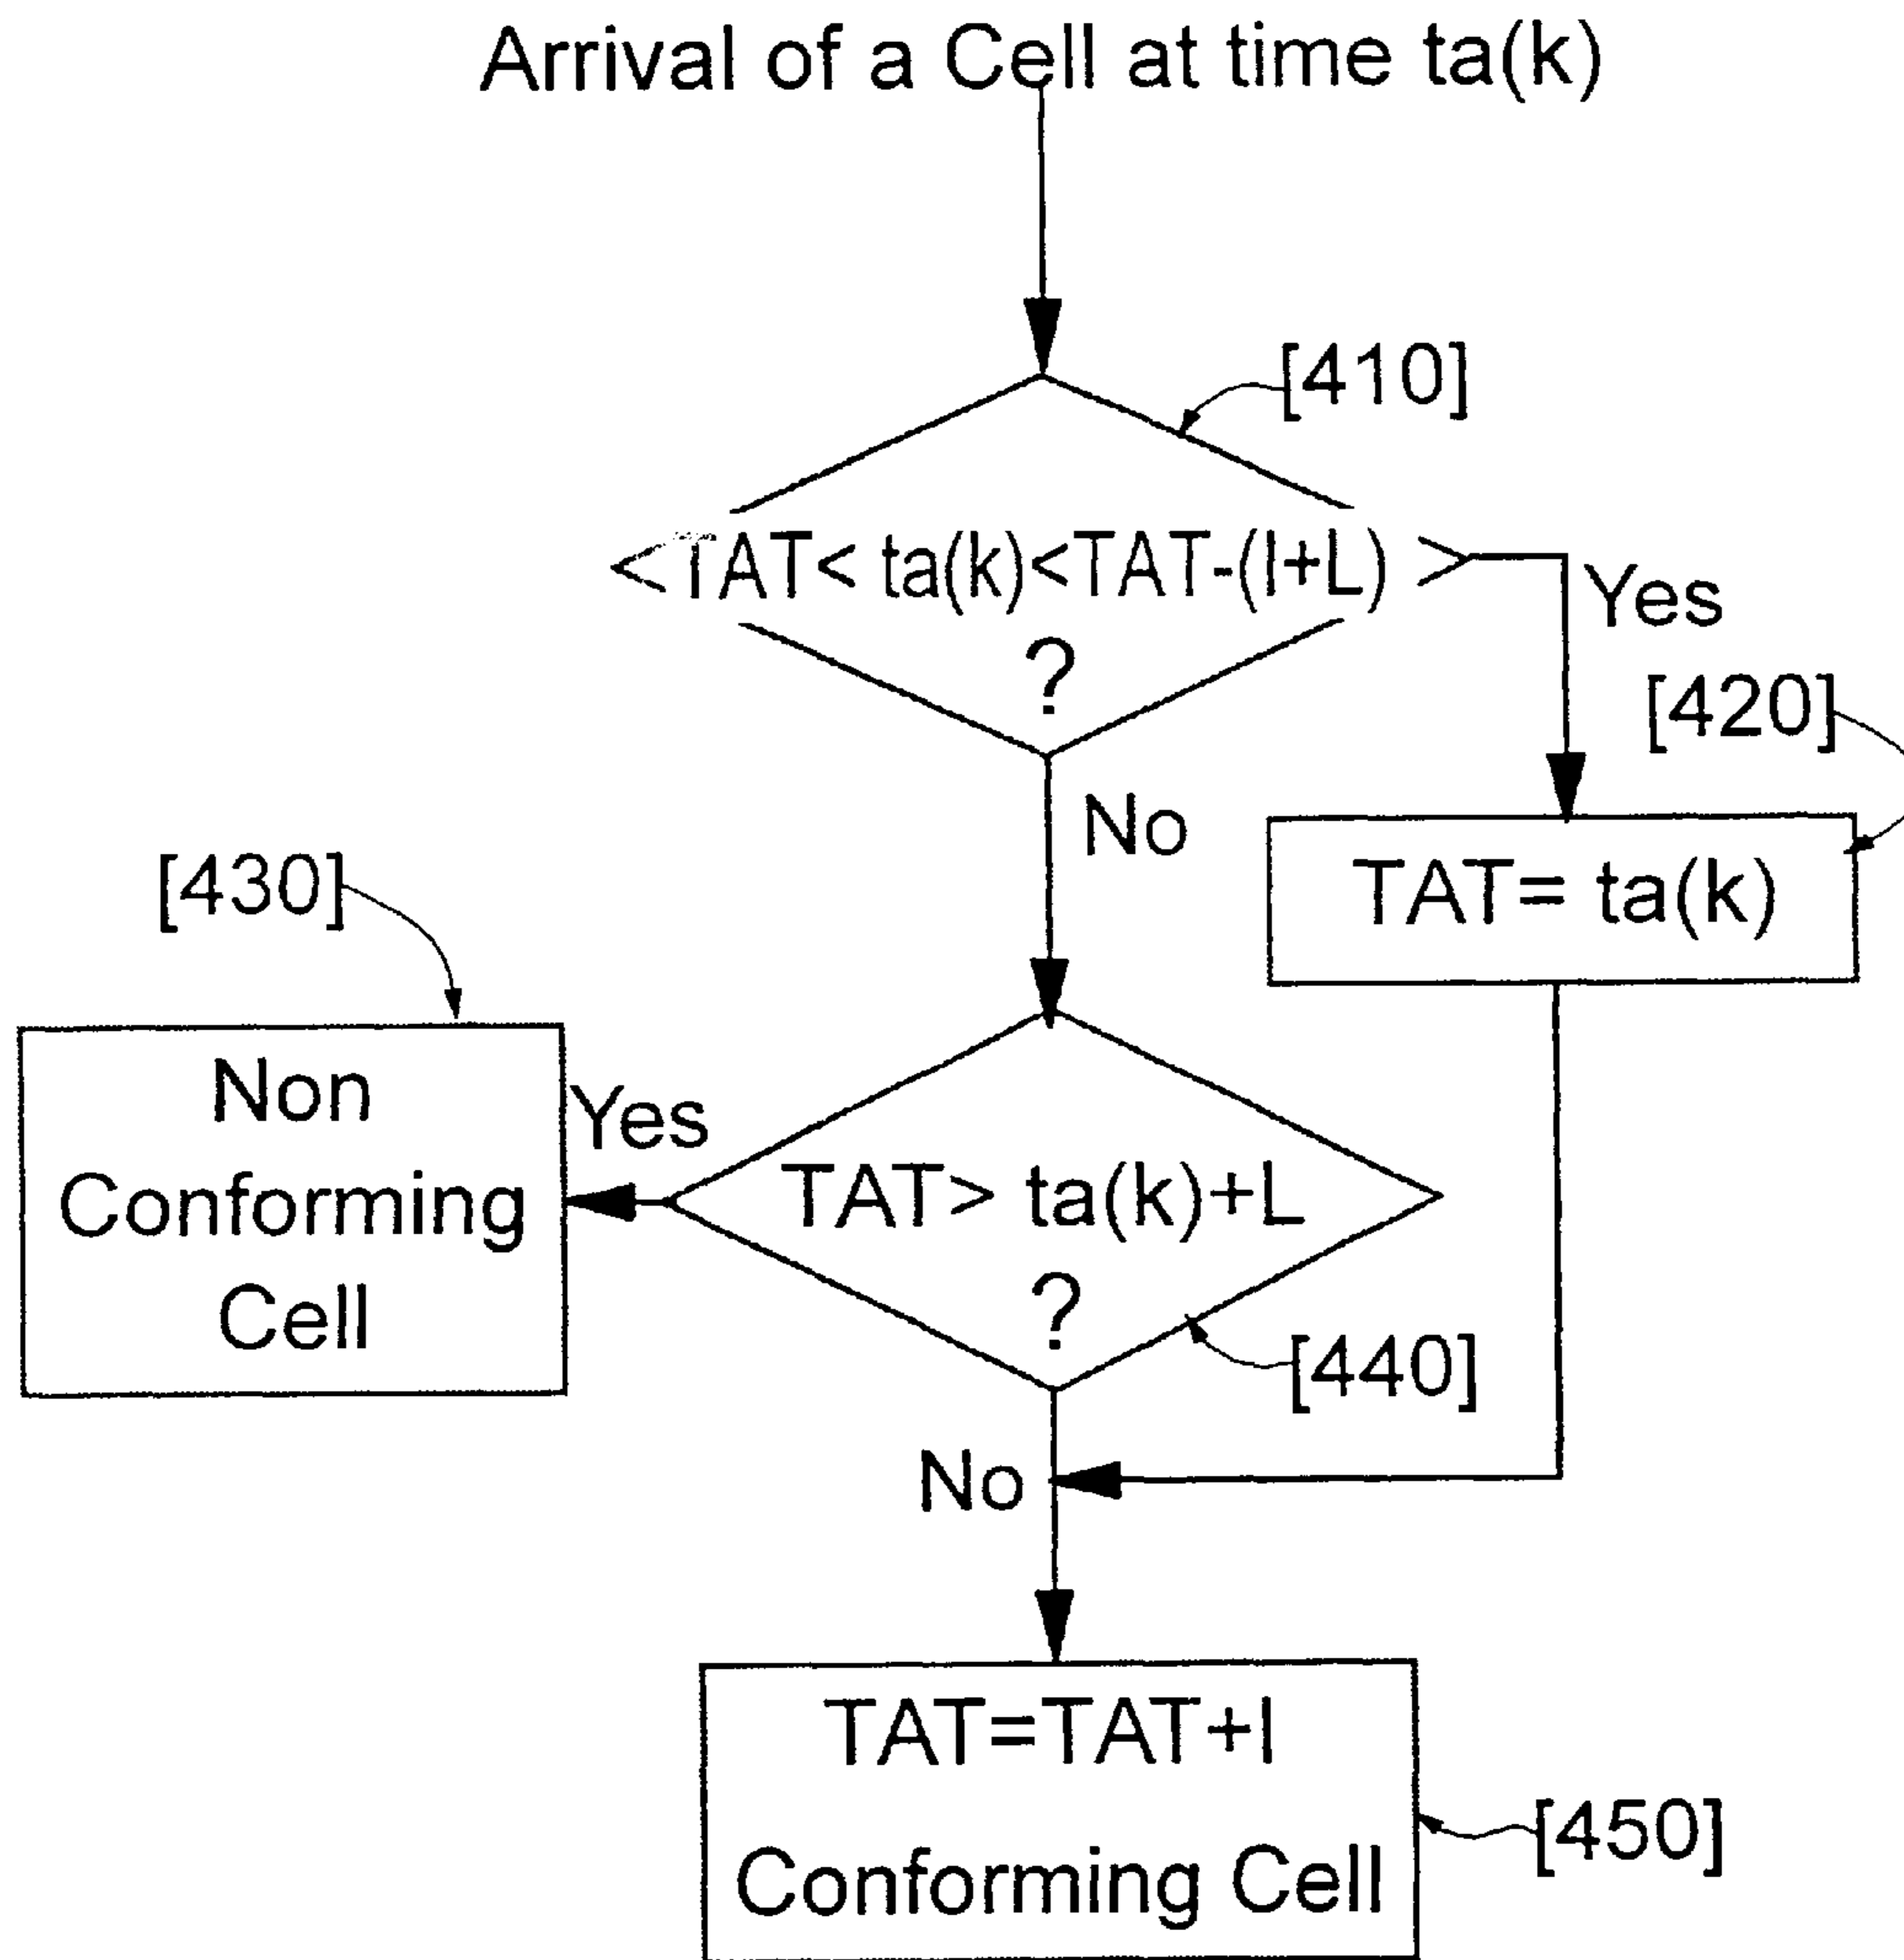 Arrival of a Cell at time ta(k)
[410]
TAT< ta(k)<TAT-(I+L)
?
Yes
[420]
No
TAT= ta(k)
[430]
Non
Conforming
Cell
Yes
TAT> ta(k)+L
?
[440]
No
TAT=TAT+I
Conforming Cell
[450]